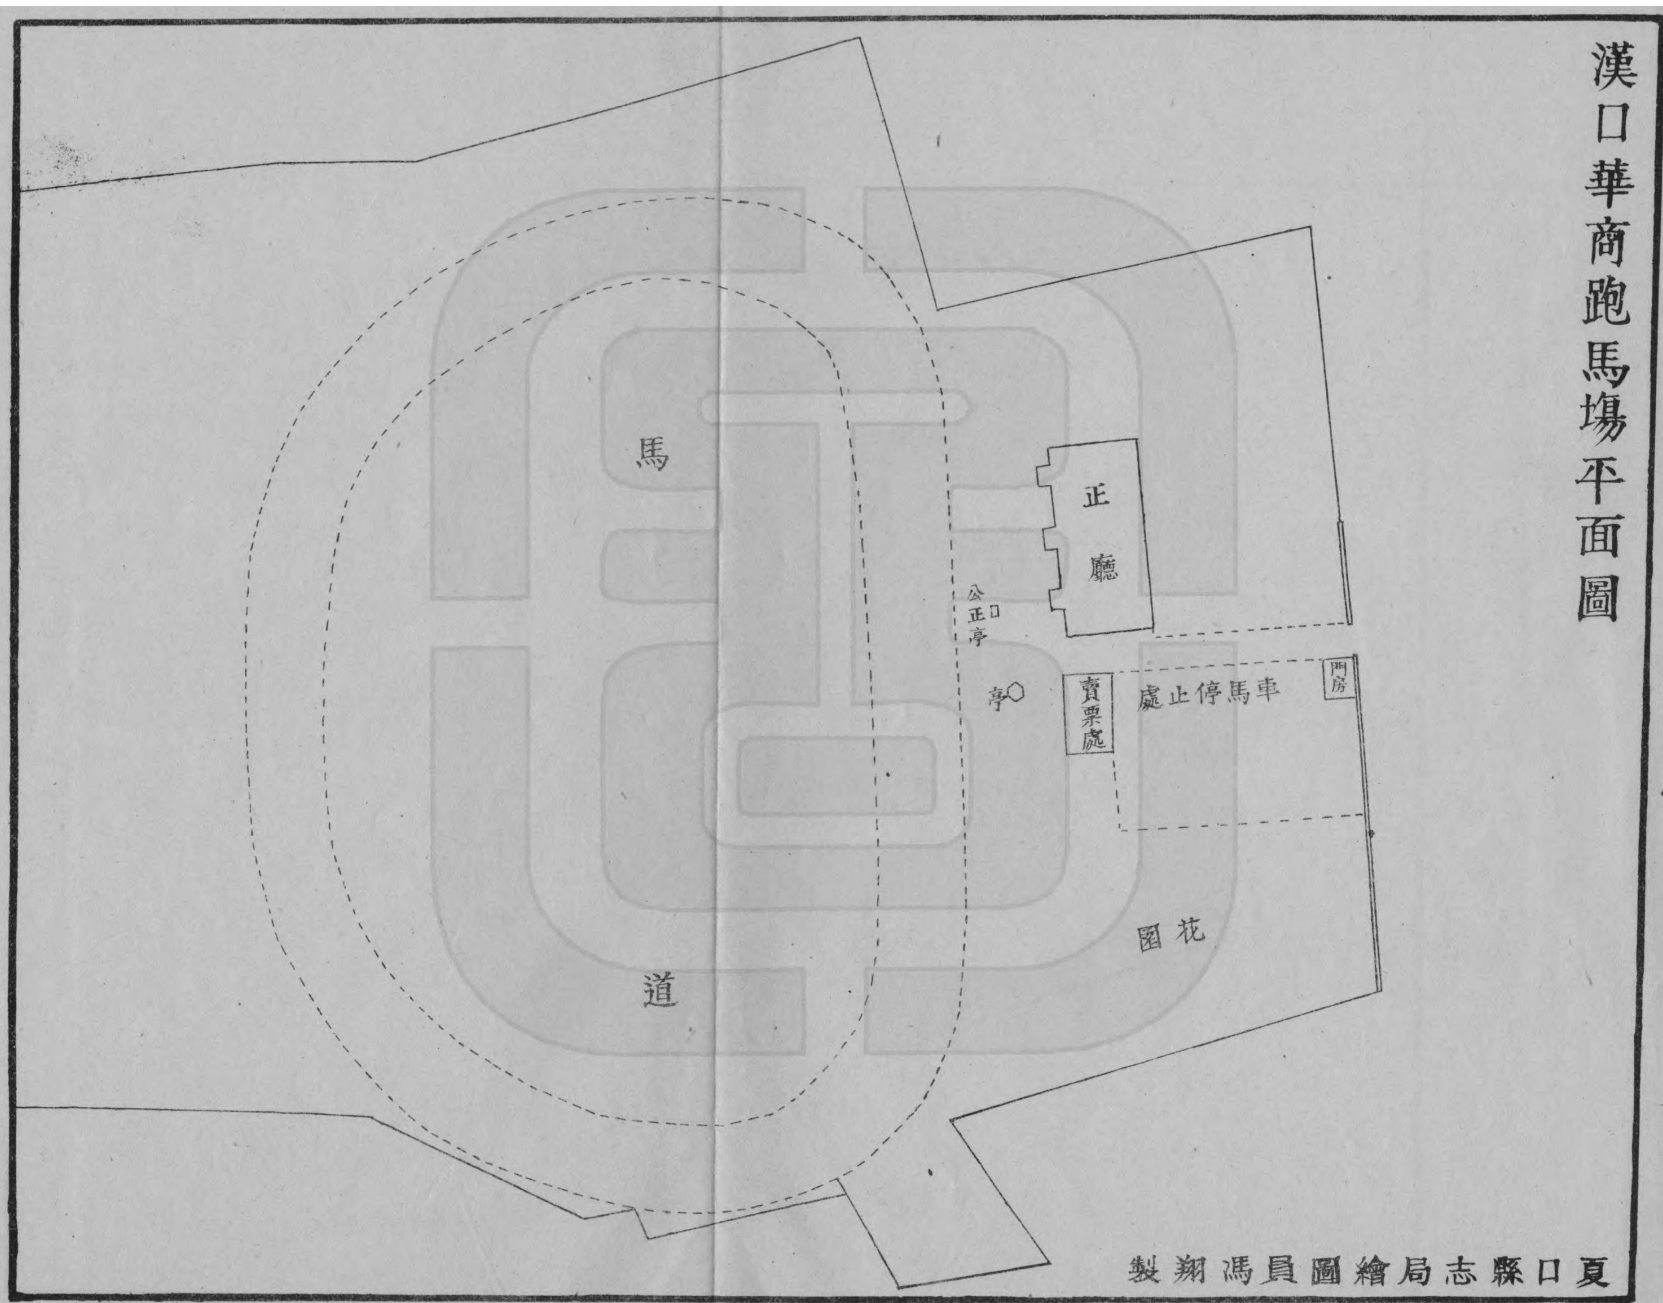 漢口華商跑馬塲平面圖
正廳
公正亭
亭
賣票處
車馬停止處
門房
花園
馬道
夏口縣志局繪圖員馮翔製